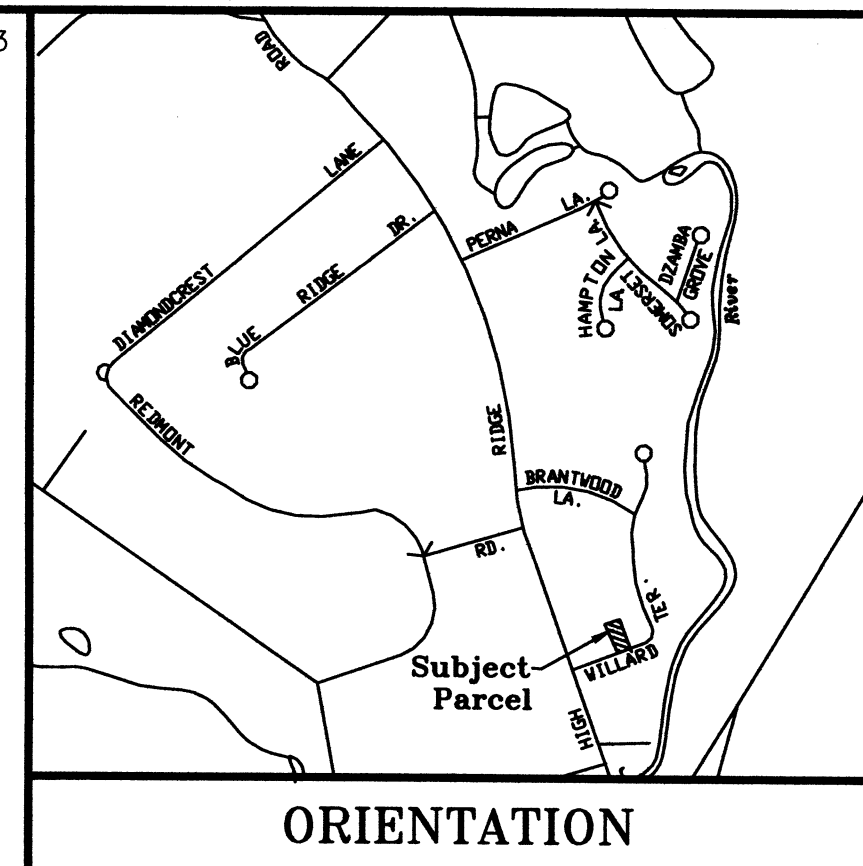 3
ROAD
DIAMONDCREST LANE
BLUE RIDGE DR.
PERNA LA.
HAMPTON LA.
LA.
SOMERSET
DZAMBA
GROVE
River
REDMONT
RD.
RIDGE
BRANTWOOD
LA.
WILLARD TER.
Subject
Parcel
HIGH
ORIENTATION